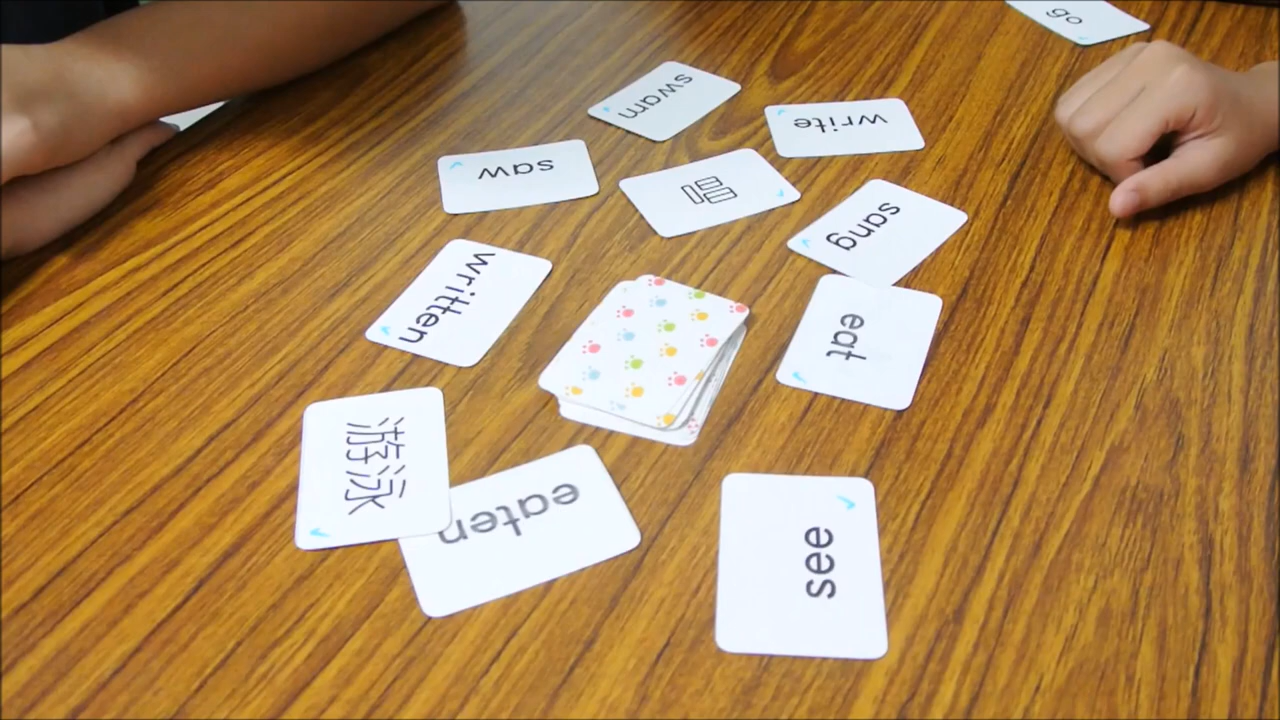 go
swam
write
saw
唱
sang
written
eat
游泳
eaten
see